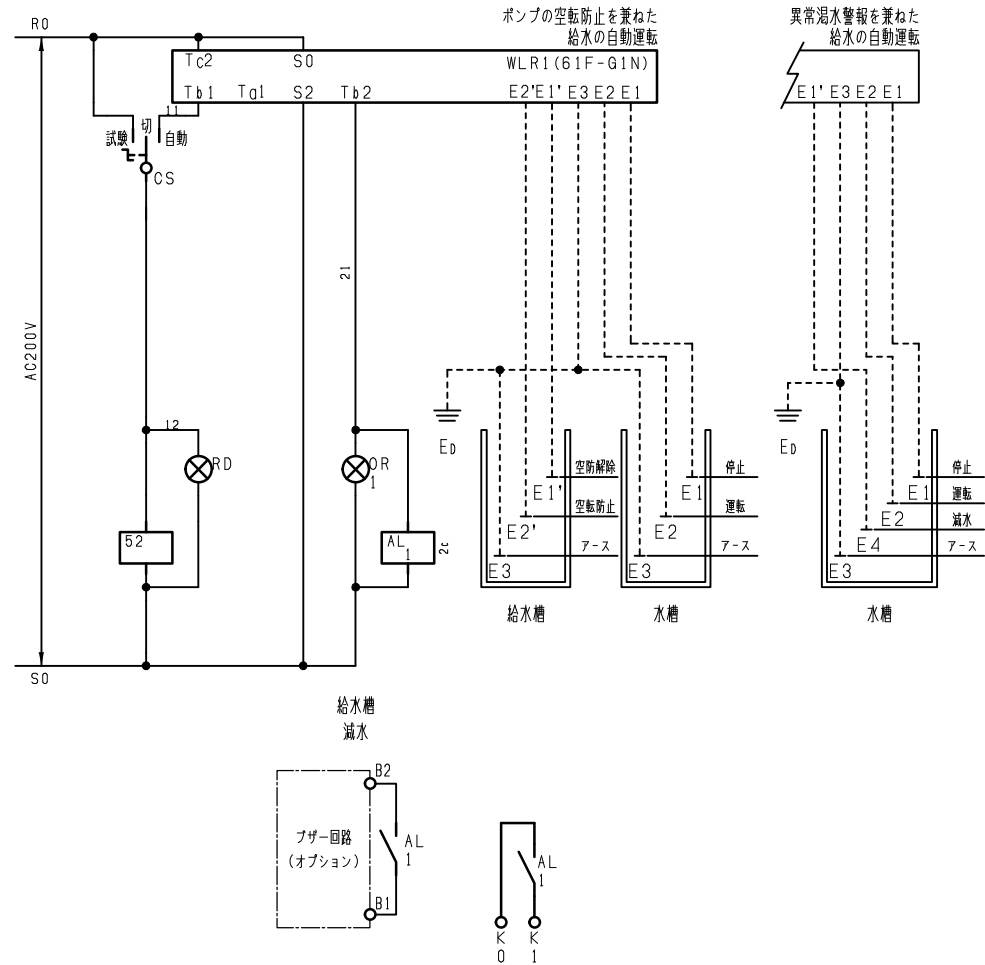 R0
ポンプの空転防止を兼ねた
給水の自動運転
異常渇水警報を兼ねた
給水の自動運転
Tc2 S0 WLR1(61F-G1N)
Tb1 Ta1 S2 Tb2 E2'E1' E3 E2 E1
E1' E3 E2 E1
11
試験 切 自動
CS
21
AC200V
12
RD
OR
1
52
AL
1
2c
ED
ED
空防解除
E1'
空転防止
E2'
アース
E3
給水槽
停止
E1
運転
E2
アース
E3
水槽
停止
E1
運転
E2
減水
E4
アース
E3
水槽
S0
給水槽
減水
B2
ブザー回路
(オプション)
AL
1
B1
AL
1
K
0
K
1